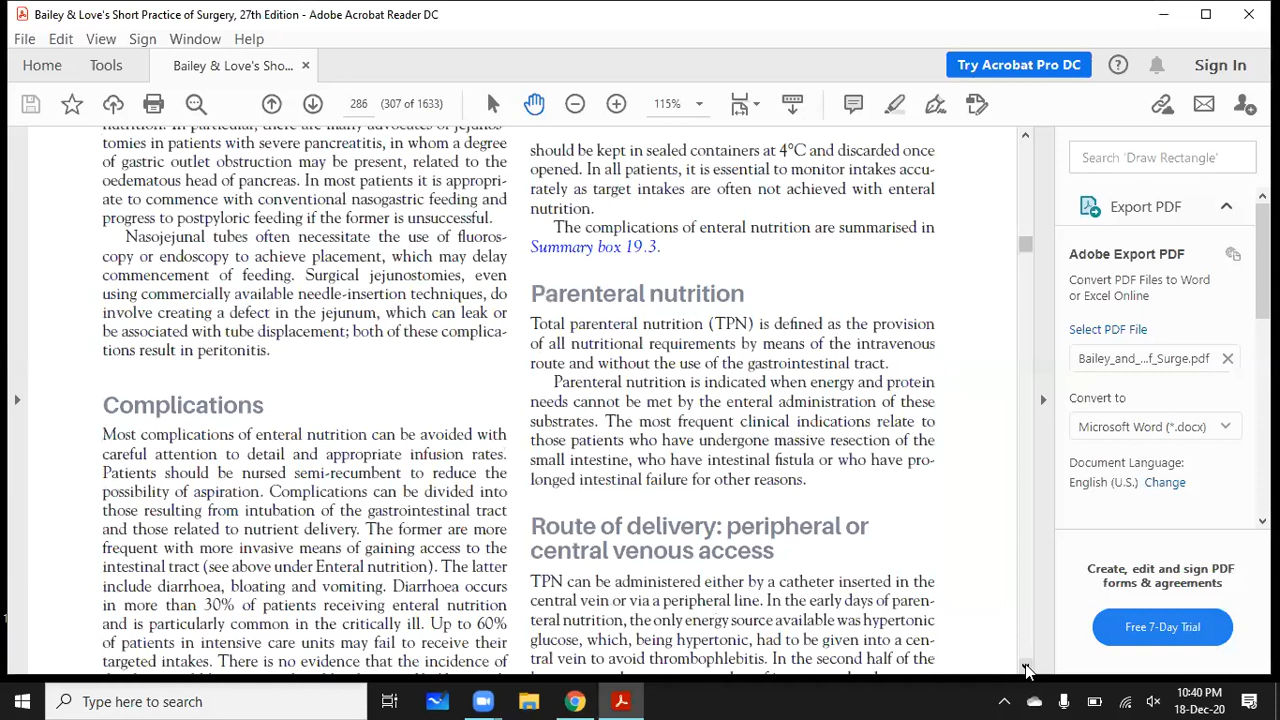 Bailey & Love's Short Practice of Surgery, 27th Edition - Adobe Acrobat Reader DC
File Edit View Sign Window Help
Home Tools Bailey & Love's Sho... × Try Acrobat Pro DC Sign In
286 (307 of 1633) 115%
nutrition. In particular, there are many advocates of jejunos-
tomies in patients with severe pancreatitis, in whom a degree
of gastric outlet obstruction may be present, related to the
oedematous head of pancreas. In most patients it is appropri-
ate to commence with conventional nasogastric feeding and
progress to postpyloric feeding if the former is unsuccessful.
Nasojejunal tubes often necessitate the use of fluoros-
copy or endoscopy to achieve placement, which may delay
commencement of feeding. Surgical jejunostomies, even
using commercially available needle-insertion techniques, do
involve creating a defect in the jejunum, which can leak or
be associated with tube displacement; both of these complica-
tions result in peritonitis.
Complications
Most complications of enteral nutrition can be avoided with
careful attention to detail and appropriate infusion rates.
Patients should be nursed semi-recumbent to reduce the
possibility of aspiration. Complications can be divided into
those resulting from intubation of the gastrointestinal tract
and those related to nutrient delivery. The former are more
frequent with more invasive means of gaining access to the
intestinal tract (see above under Enteral nutrition). The latter
include diarrhoea, bloating and vomiting. Diarrhoea occurs
in more than 30% of patients receiving enteral nutrition
and is particularly common in the critically ill. Up to 60%
of patients in intensive care units may fail to receive their
targeted intakes. There is no evidence that the incidence of
should be kept in sealed containers at 4°C and discarded once
opened. In all patients, it is essential to monitor intakes accu-
rately as target intakes are often not achieved with enteral
nutrition.
The complications of enteral nutrition are summarised in
Summary box 19.3.
Parenteral nutrition
Total parenteral nutrition (TPN) is defined as the provision
of all nutritional requirements by means of the intravenous
route and without the use of the gastrointestinal tract.
Parenteral nutrition is indicated when energy and protein
needs cannot be met by the enteral administration of these
substrates. The most frequent clinical indications relate to
those patients who have undergone massive resection of the
small intestine, who have intestinal fistula or who have pro-
longed intestinal failure for other reasons.
Route of delivery: peripheral or
central venous access
TPN can be administered either by a catheter inserted in the
central vein or via a peripheral line. In the early days of paren-
teral nutrition, the only energy source available was hypertonic
glucose, which, being hypertonic, had to be given into a cen-
tral vein to avoid thrombophlebitis. In the second half of the
Search 'Draw Rectangle'
Export PDF
Adobe Export PDF
Convert PDF Files to Word
or Excel Online
Select PDF File
Bailey_and_...f_Surge.pdf ×
Convert to
Microsoft Word (*.docx)
Document Language:
English (U.S.) Change
Create, edit and sign PDF
forms & agreements
Free 7-Day Trial
Type here to search
10:40 PM
18-Dec-20